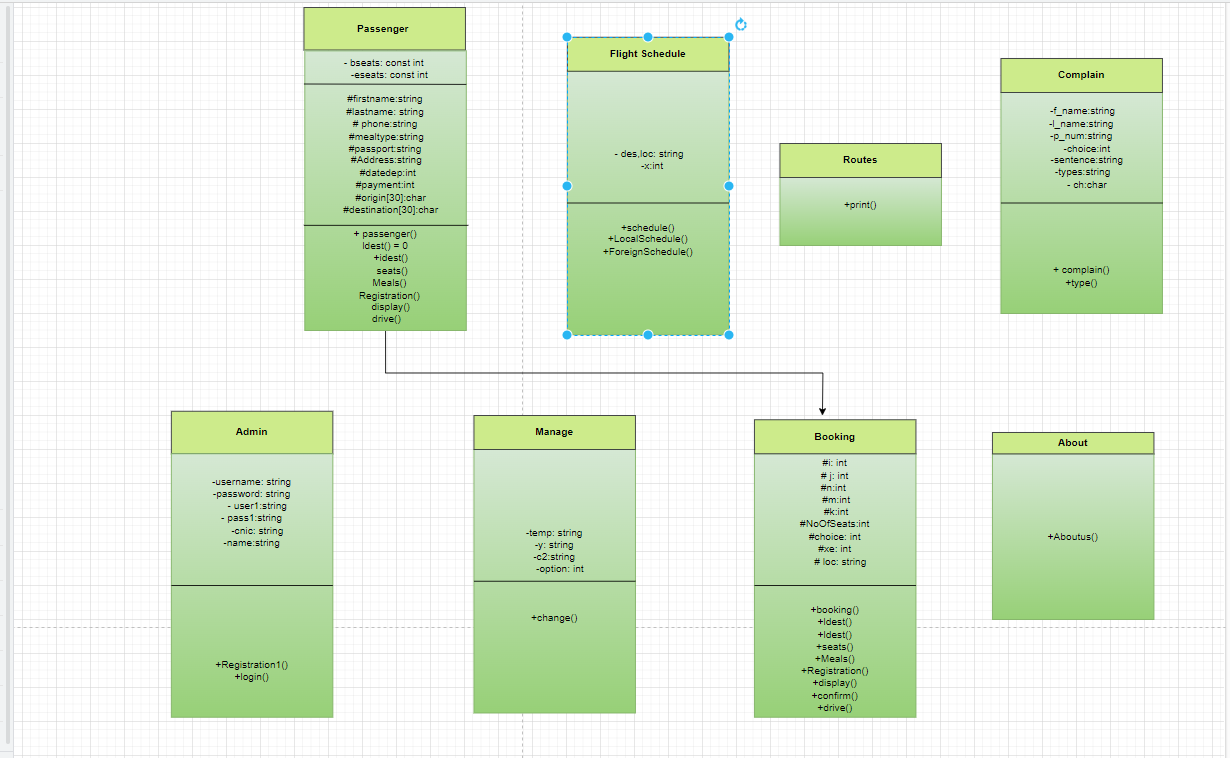 Passenger
- bseats: const int
-eseats: const int
#firstname:string
#lastname: string
# phone:string
#mealtype:string
#passport:string
#Address:string
#datedep:int
#payment:int
#origin[30]:char
#destination[30]:char
+ passenger()
ldest() = 0
+idest()
seats()
Meals()
Registration()
display()
drive()
Flight Schedule
- des,loc: string
-x:int
+schedule()
+LocalSchedule()
+ForeignSchedule()
Routes
+print()
Complain
-f_name:string
-l_name:string
-p_num:string
-choice:int
-sentence:string
-types:string
- ch:char
+ complain()
+type()
Admin
-username: string
-password: string
- user1:string
- pass1:string
-cnic: string
-name:string
+Registration1()
+login()
Manage
-temp: string
-y: string
-c2:string
-option: int
+change()
Booking
#i: int
# j: int
#n:int
#m:int
#k:int
#NoOfSeats:int
#choice: int
#xe: int
# loc: string
+booking()
+ldest()
+Idest()
+seats()
+Meals()
+Registration()
+display()
+confirm()
+drive()
About
+Aboutus()